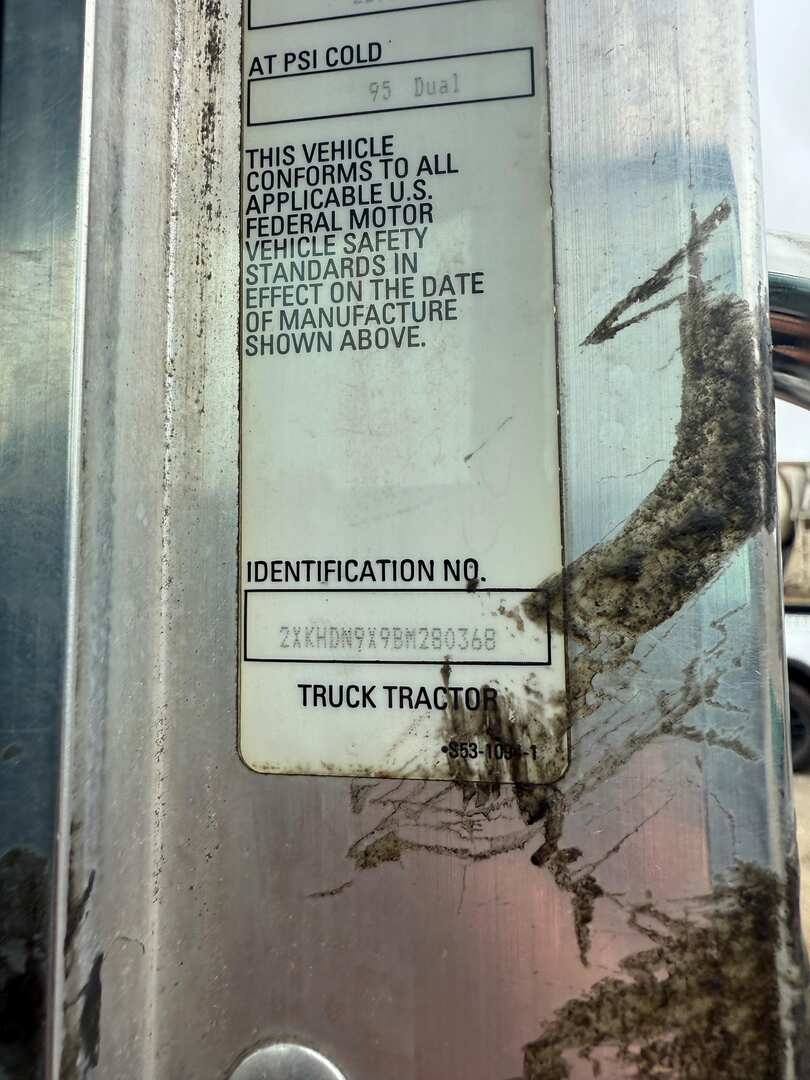 AT PSI COLD
95 Dual
THIS VEHICLE
CONFORMS TO ALL
APPLICABLE U.S.
FEDERAL MOTOR
VEHICLE SAFETY
STANDARDS IN
EFFECT ON THE DATE
OF MANUFACTURE
SHOWN ABOVE.
IDENTIFICATION NO.
2XKHDN9X9BM280368
TRUCK TRACTOR